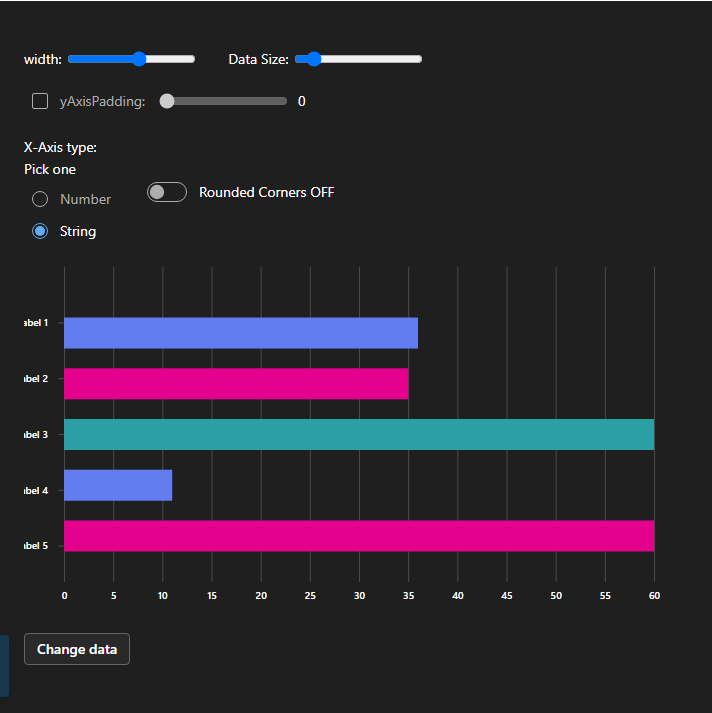 width: Data Size:
yAxisPadding: 0
X-Axis type:
Pick one
Number Rounded Corners OFF
String
abel 1
abel 2
abel 3
abel 4
abel 5
0 5 10 15 20 25 30 35 40 45 50 55 60
Change data